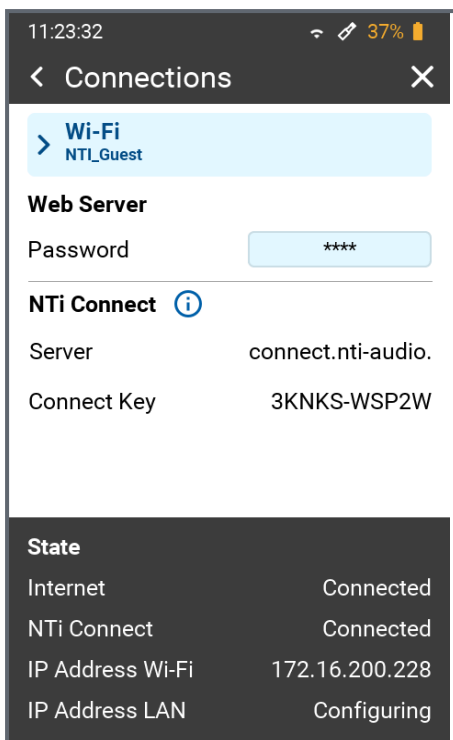 11:23:32 37%
Connections
Wi-Fi
NTI_Guest
Web Server
Password ****
NTi Connect
Server connect.nti-audio.
Connect Key 3KNKS-WSP2W
State
Internet Connected
NTi Connect Connected
IP Address Wi-Fi 172.16.200.228
IP Address LAN Configuring